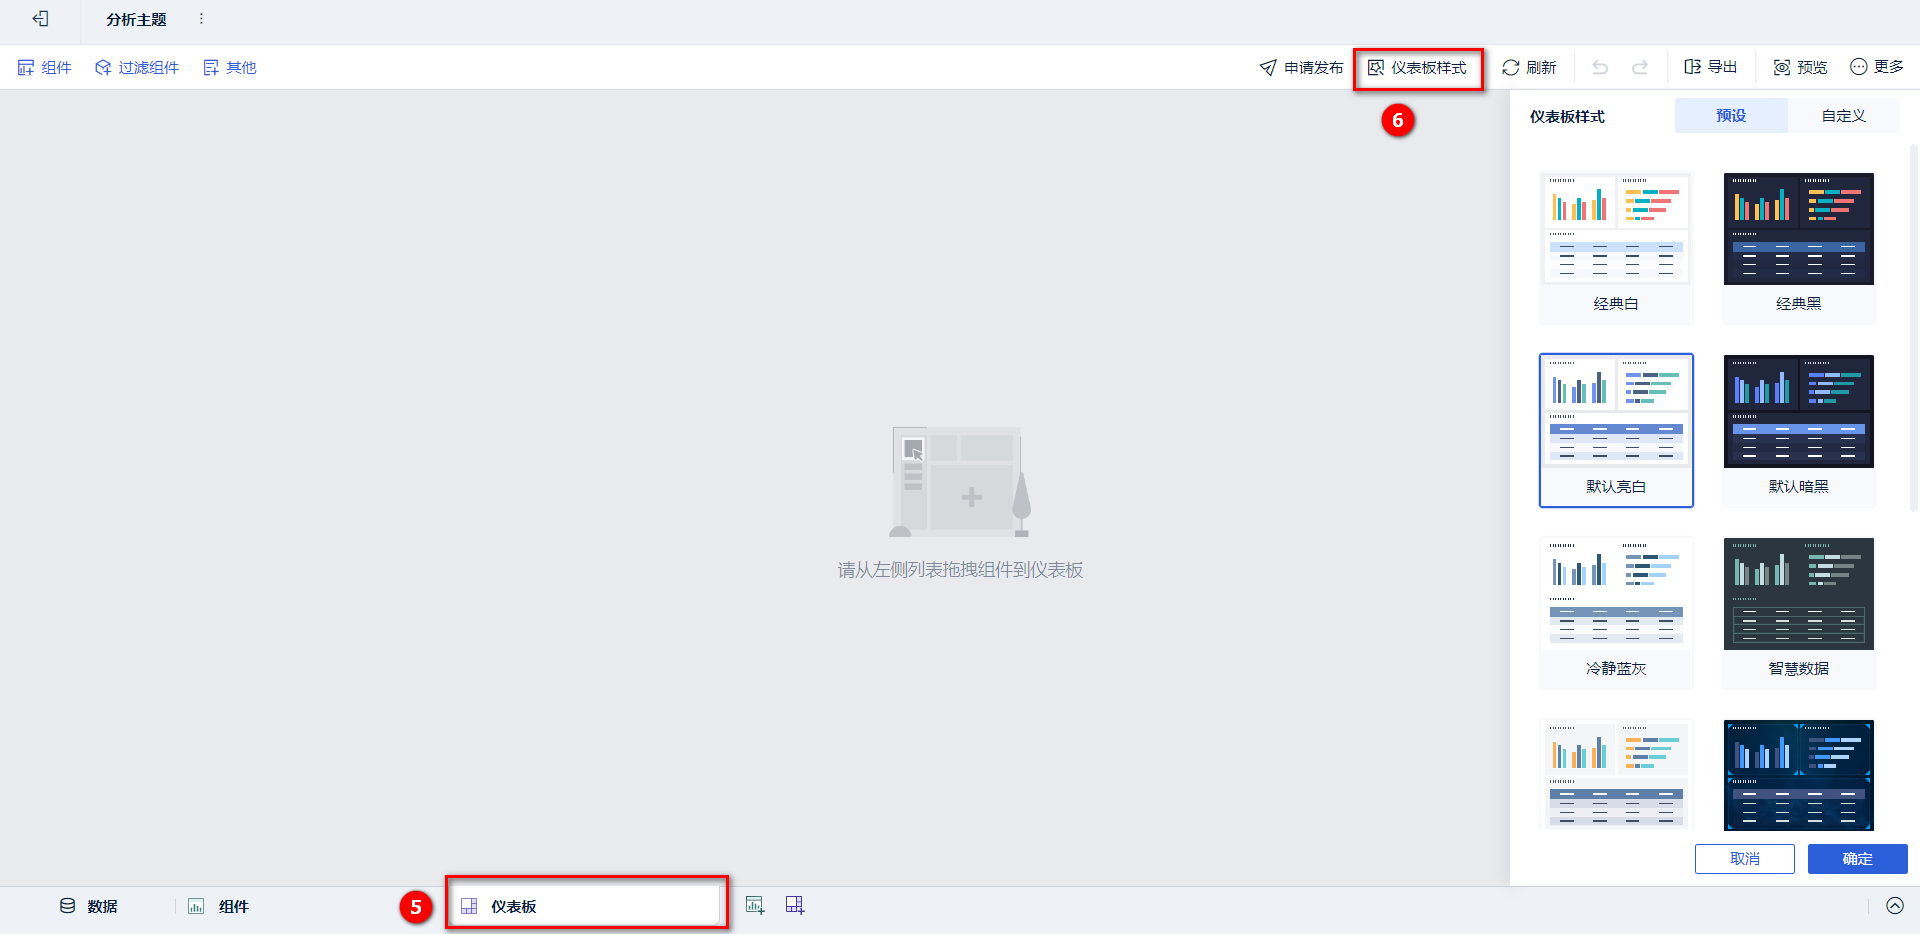 分析主题
组件 过滤组件 其他 申请发布 仪表板样式 刷新 导出 预览 更多
6
仪表板样式 预设 自定义
经典白 经典黑
默认亮白 默认暗黑
请从左侧列表拖拽组件到仪表板
冷静蓝灰 智慧数据
取消 确定
数据 组件 5 仪表板